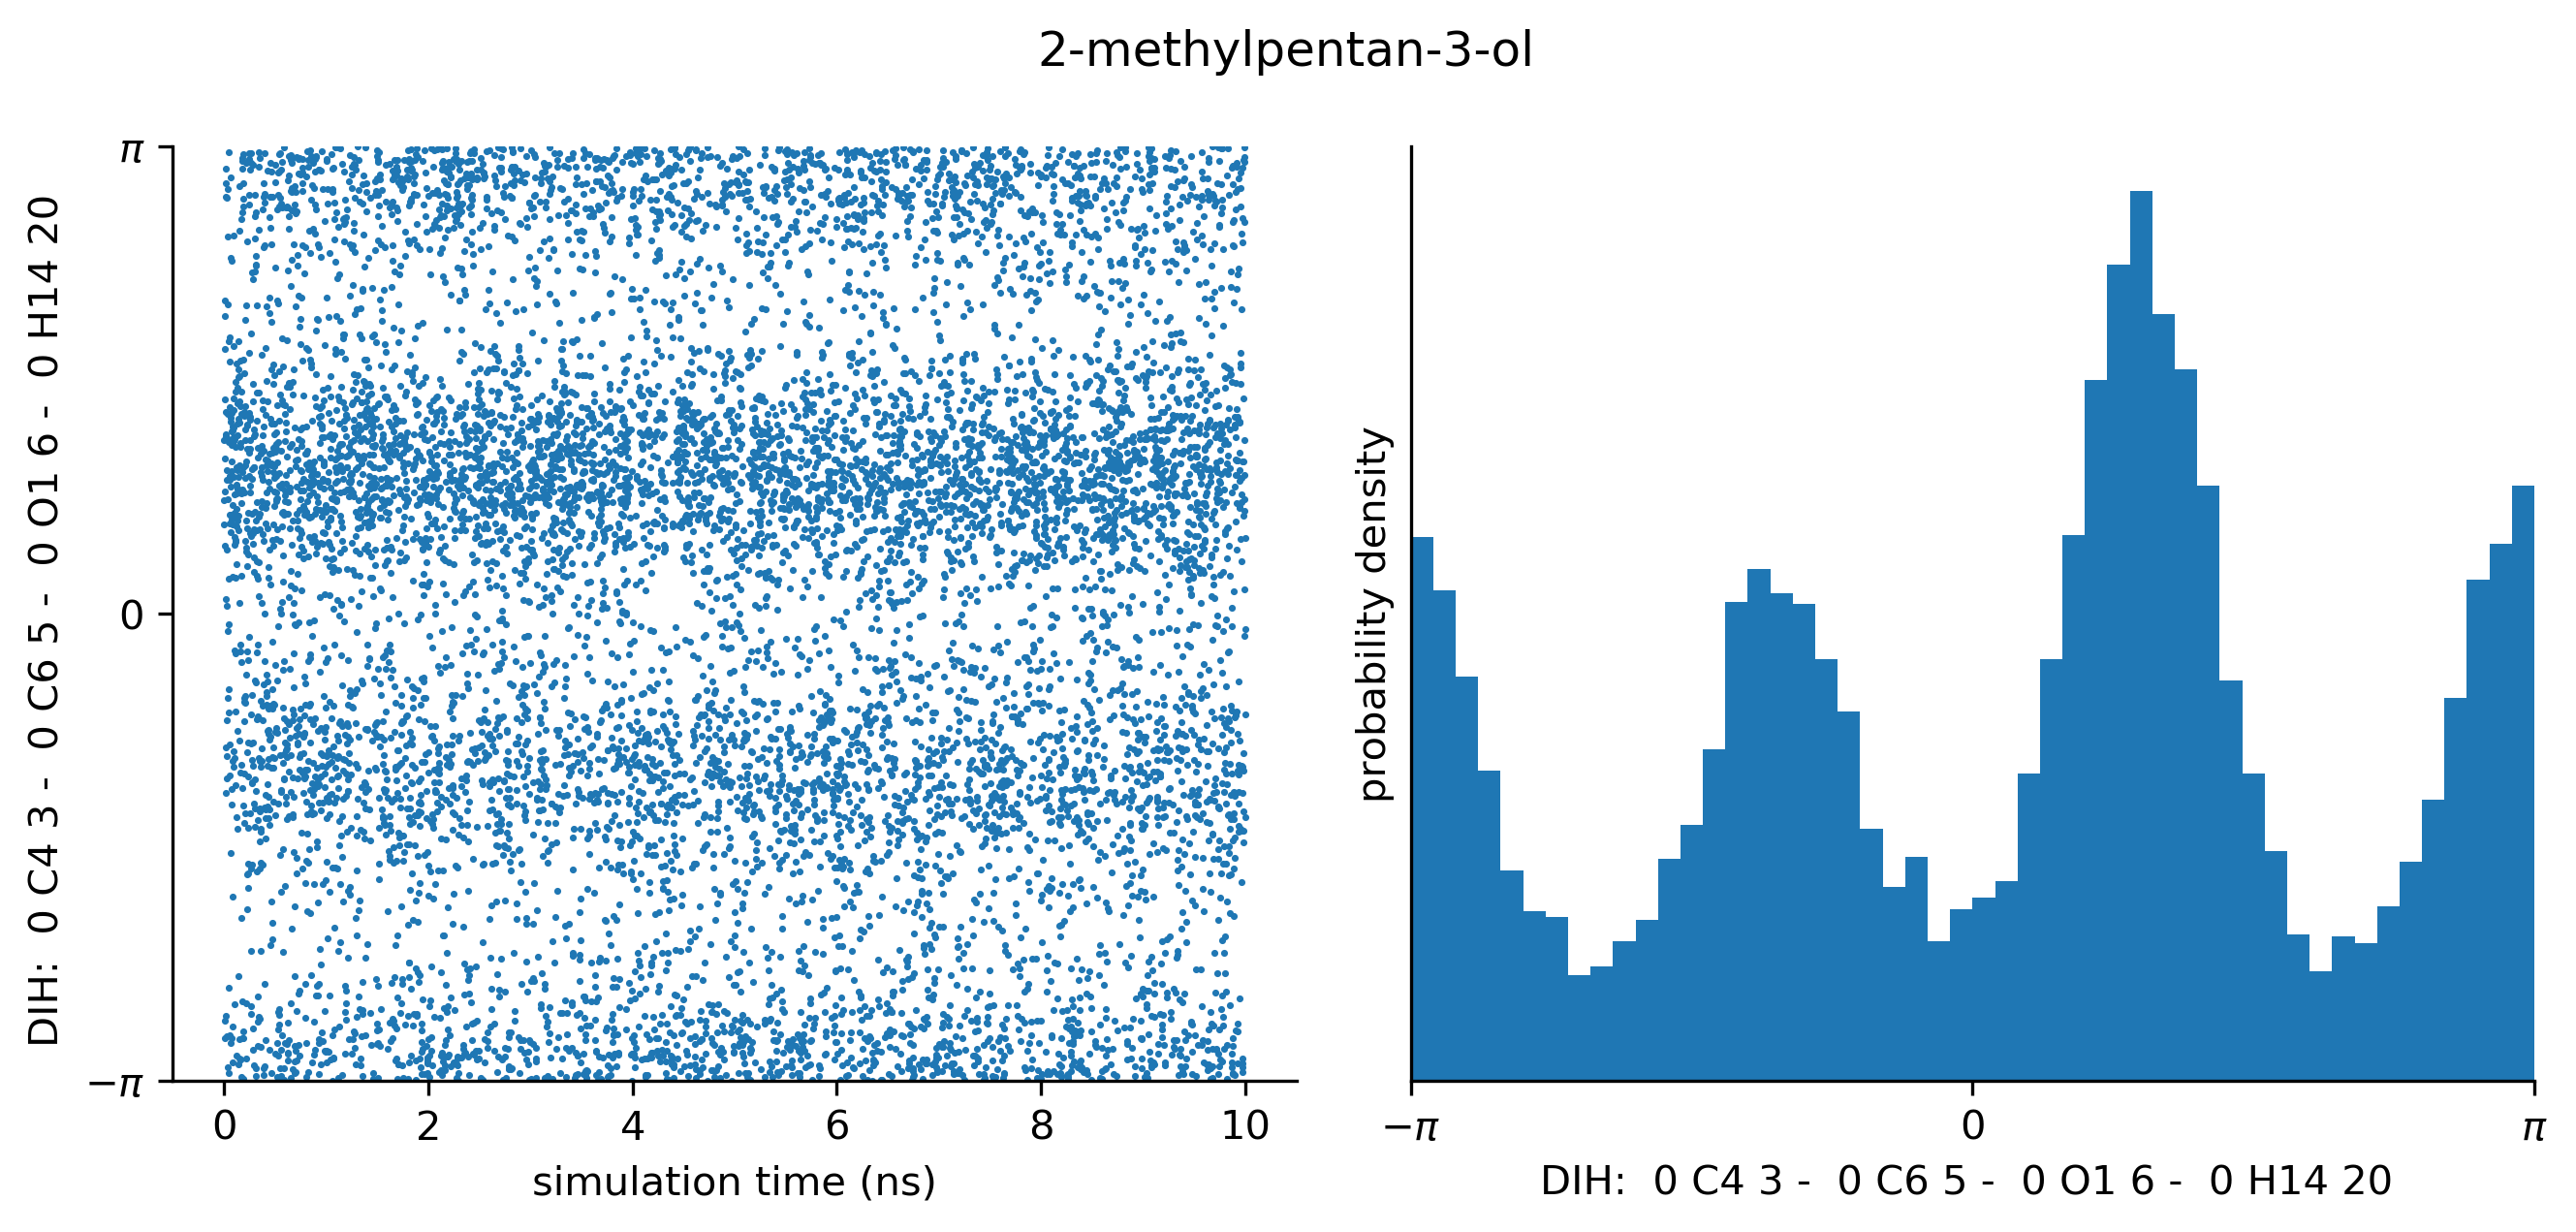 2-methylpentan-3-ol
DIH:  0 C4 3 -  0 C6 5 -  0 O1 6 -  0 H14 20
π
0
−π
0 2 4 6 8 10
simulation time (ns)
probability density
−π 0 π
DIH:  0 C4 3 -  0 C6 5 -  0 O1 6 -  0 H14 20